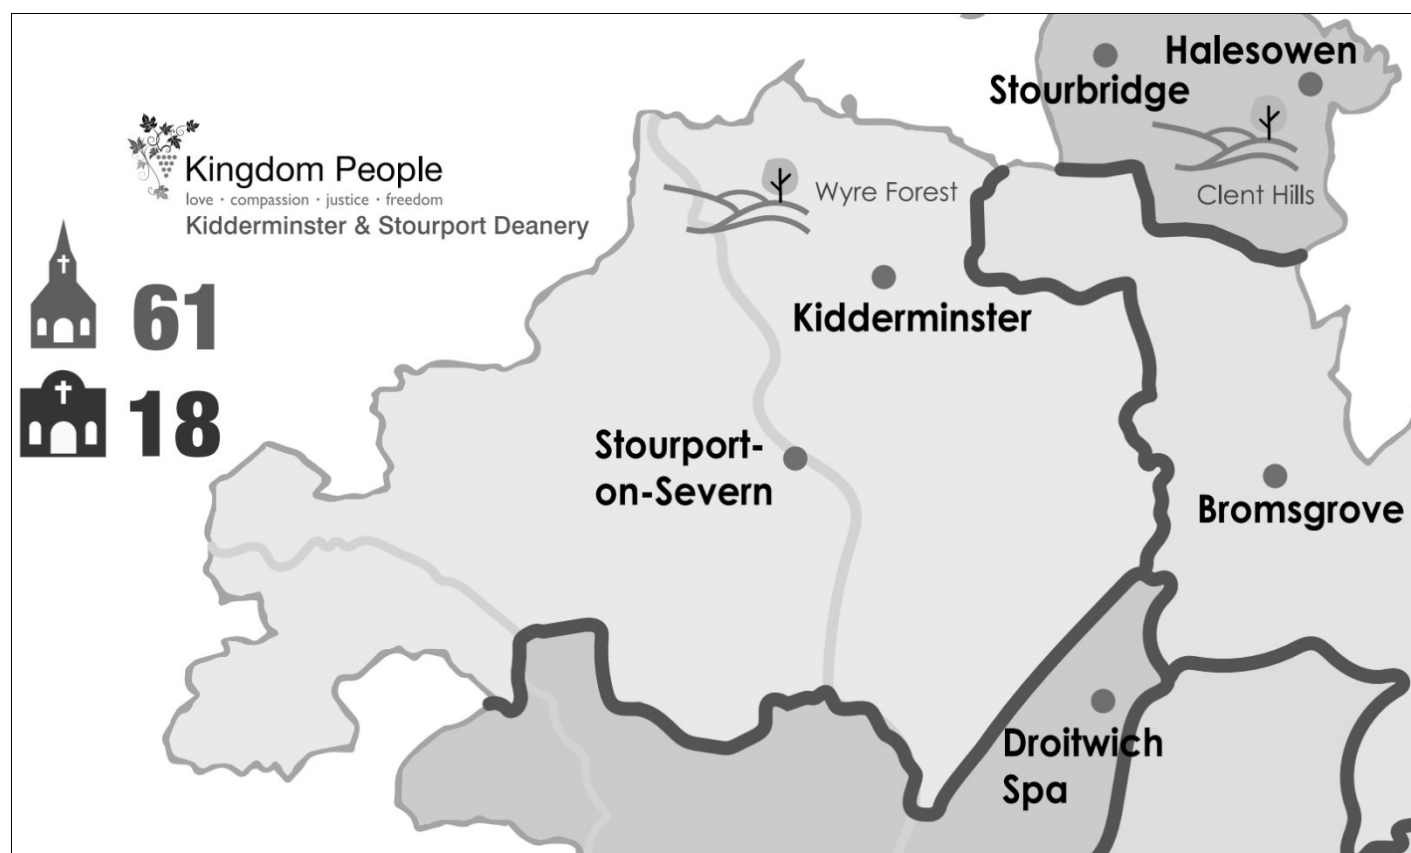 Kingdom People
love • compassion • justice • freedom
Kidderminster & Stourport Deanery
61
18
Halesowen
Stourbridge
Clent Hills
Wyre Forest
Kidderminster
Stourport-
on-Severn
Bromsgrove
Droitwich
Spa